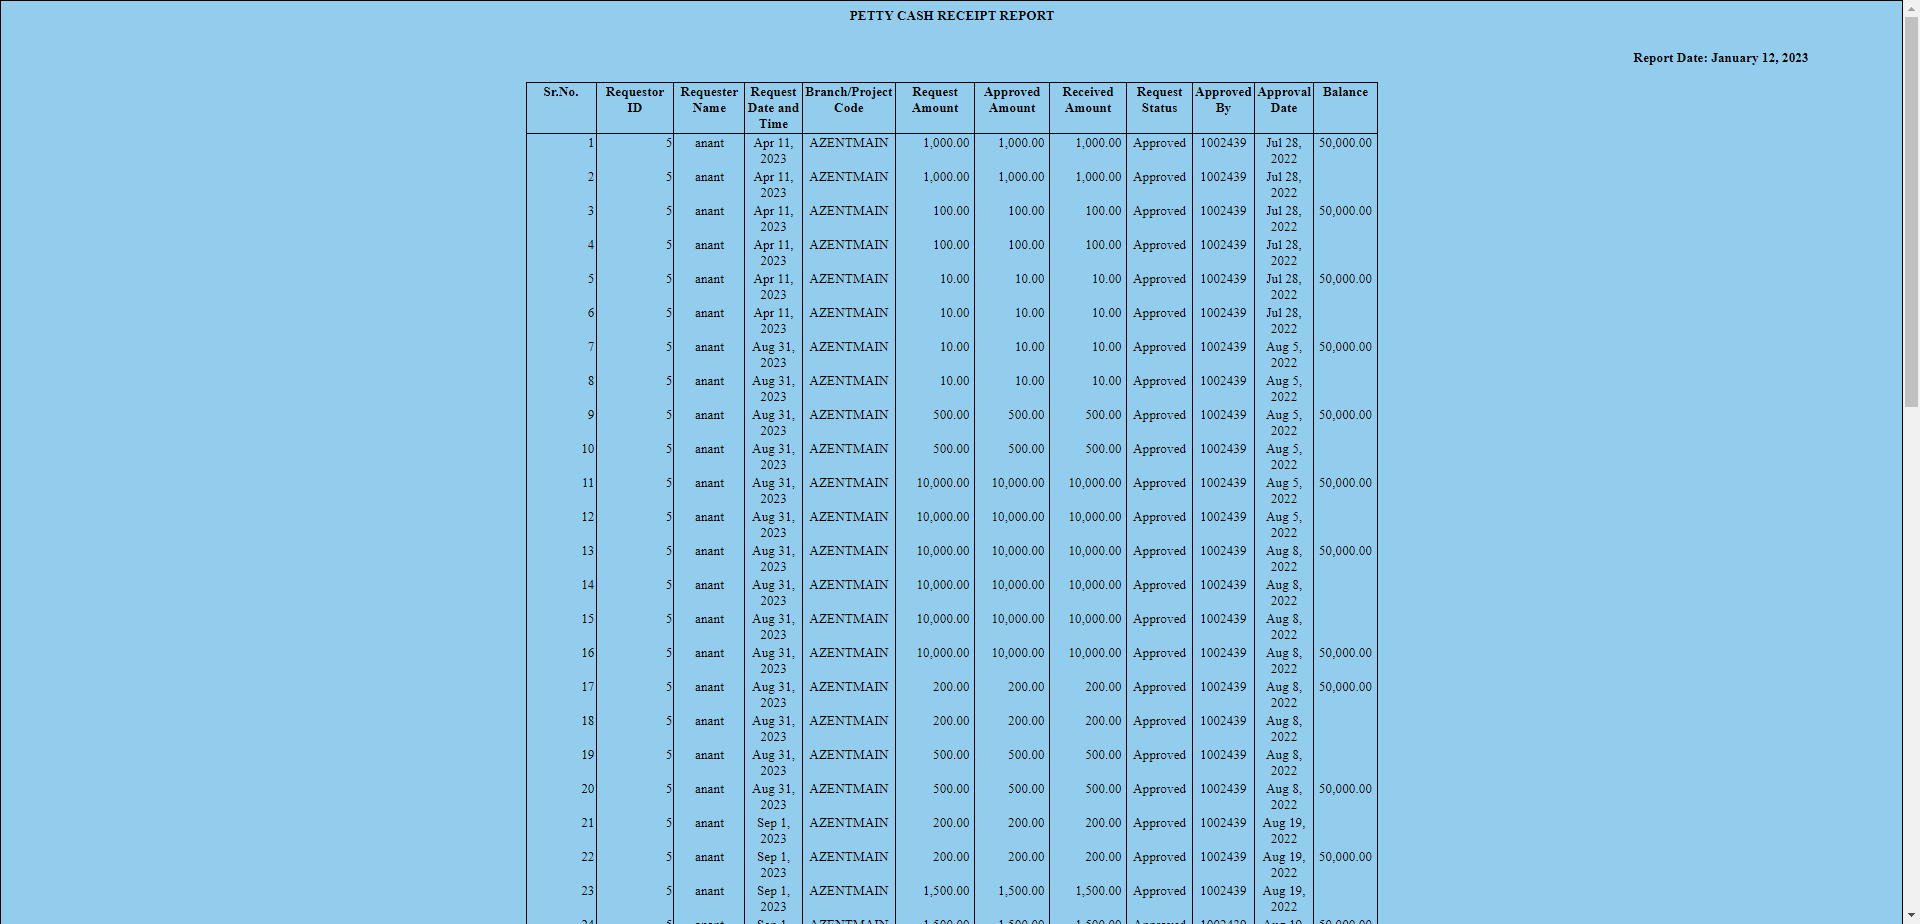 PETTY CASH RECEIPT REPORT
Report Date: January 12, 2023
Sr.No. Requestor ID Requester Name Request Date and Time Branch/Project Code Request Amount Approved Amount Received Amount Request Status Approved By Approval Date Balance
1 5 anant Apr 11, 2023 AZENTMAIN 1,000.00 1,000.00 1,000.00 Approved 1002439 Jul 28, 2022 50,000.00
2 5 anant Apr 11, 2023 AZENTMAIN 1,000.00 1,000.00 1,000.00 Approved 1002439 Jul 28, 2022
3 5 anant Apr 11, 2023 AZENTMAIN 100.00 100.00 100.00 Approved 1002439 Jul 28, 2022 50,000.00
4 5 anant Apr 11, 2023 AZENTMAIN 100.00 100.00 100.00 Approved 1002439 Jul 28, 2022
5 5 anant Apr 11, 2023 AZENTMAIN 10.00 10.00 10.00 Approved 1002439 Jul 28, 2022 50,000.00
6 5 anant Apr 11, 2023 AZENTMAIN 10.00 10.00 10.00 Approved 1002439 Jul 28, 2022
7 5 anant Aug 31, 2023 AZENTMAIN 10.00 10.00 10.00 Approved 1002439 Aug 5, 2022 50,000.00
8 5 anant Aug 31, 2023 AZENTMAIN 10.00 10.00 10.00 Approved 1002439 Aug 5, 2022
9 5 anant Aug 31, 2023 AZENTMAIN 500.00 500.00 500.00 Approved 1002439 Aug 5, 2022 50,000.00
10 5 anant Aug 31, 2023 AZENTMAIN 500.00 500.00 500.00 Approved 1002439 Aug 5, 2022
11 5 anant Aug 31, 2023 AZENTMAIN 10,000.00 10,000.00 10,000.00 Approved 1002439 Aug 5, 2022 50,000.00
12 5 anant Aug 31, 2023 AZENTMAIN 10,000.00 10,000.00 10,000.00 Approved 1002439 Aug 5, 2022
13 5 anant Aug 31, 2023 AZENTMAIN 10,000.00 10,000.00 10,000.00 Approved 1002439 Aug 8, 2022 50,000.00
14 5 anant Aug 31, 2023 AZENTMAIN 10,000.00 10,000.00 10,000.00 Approved 1002439 Aug 8, 2022
15 5 anant Aug 31, 2023 AZENTMAIN 10,000.00 10,000.00 10,000.00 Approved 1002439 Aug 8, 2022
16 5 anant Aug 31, 2023 AZENTMAIN 10,000.00 10,000.00 10,000.00 Approved 1002439 Aug 8, 2022 50,000.00
17 5 anant Aug 31, 2023 AZENTMAIN 200.00 200.00 200.00 Approved 1002439 Aug 8, 2022 50,000.00
18 5 anant Aug 31, 2023 AZENTMAIN 200.00 200.00 200.00 Approved 1002439 Aug 8, 2022
19 5 anant Aug 31, 2023 AZENTMAIN 500.00 500.00 500.00 Approved 1002439 Aug 8, 2022
20 5 anant Aug 31, 2023 AZENTMAIN 500.00 500.00 500.00 Approved 1002439 Aug 8, 2022 50,000.00
21 5 anant Sep 1, 2023 AZENTMAIN 200.00 200.00 200.00 Approved 1002439 Aug 19, 2022
22 5 anant Sep 1, 2023 AZENTMAIN 200.00 200.00 200.00 Approved 1002439 Aug 19, 2022 50,000.00
23 5 anant Sep 1, 2023 AZENTMAIN 1,500.00 1,500.00 1,500.00 Approved 1002439 Aug 19, 2022